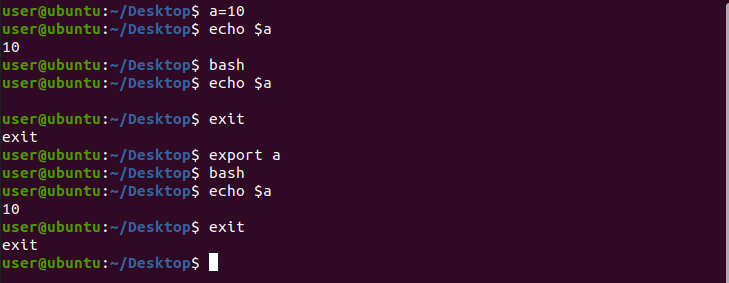 user@ubuntu:~/Desktop$ a=10
user@ubuntu:~/Desktop$ echo $a
10
user@ubuntu:~/Desktop$ bash
user@ubuntu:~/Desktop$ echo $a

user@ubuntu:~/Desktop$ exit
exit
user@ubuntu:~/Desktop$ export a
user@ubuntu:~/Desktop$ bash
user@ubuntu:~/Desktop$ echo $a
10
user@ubuntu:~/Desktop$ exit
exit
user@ubuntu:~/Desktop$